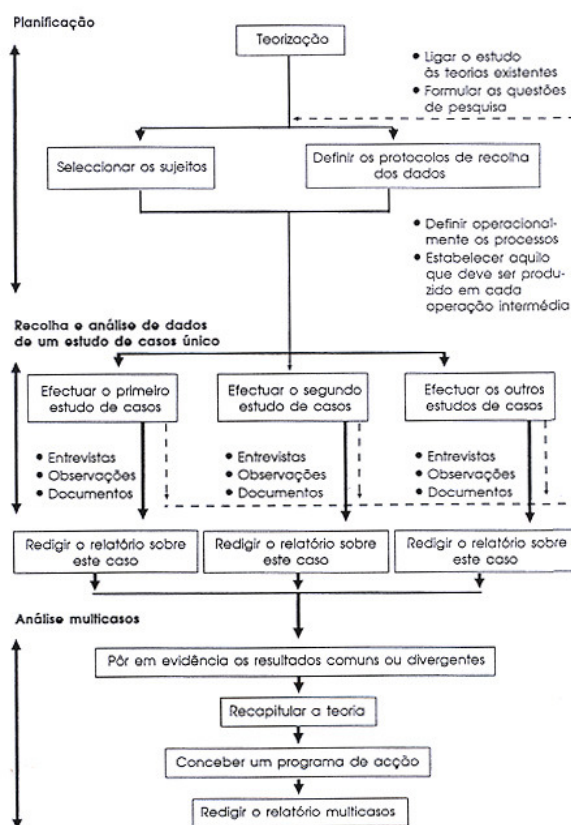 Planificação
Teorização
• Ligar o estudo
às teorias existentes
• Formular as questões
de pesquisa
Seleccionar os sujeitos
Definir os protocolos de recolha
dos dados
• Definir operacional-
mente os processos
• Estabelecer aquilo
que deve ser produ-
zido em cada
operação intermédia
Recolha e análise de dados
de um estudo de casos único
Efectuar o primeiro
estudo de casos
Efectuar o segundo
estudo de casos
Efectuar os outros
estudos de casos
• Entrevistas
• Observações
• Documentos
• Entrevistas
• Observações
• Documentos
• Entrevistas
• Observações
• Documentos
Redigir o relatório sobre
este caso
Redigir o relatório sobre
este caso
Redigir o relatório sobre
este caso
Análise multicasos
Pôr em evidência os resultados comuns ou divergentes
Recapitular a teoria
Conceber um programa de acção
Redigir o relatório multicasos